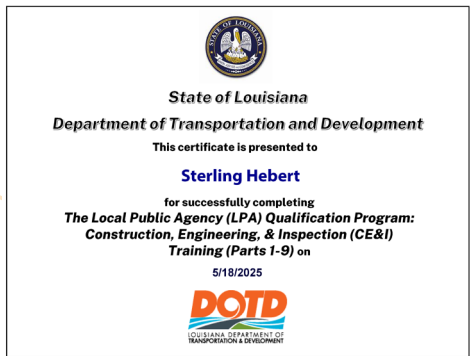 STATE OF LOUISIANA
State of Louisiana
Department of Transportation and Development
This certificate is presented to
Sterling Hebert
for successfully completing
The Local Public Agency (LPA) Qualification Program:
Construction, Engineering, & Inspection (CE&I)
Training (Parts 1-9) on
5/18/2025
DOTD
LOUISIANA DEPARTMENT OF
TRANSPORTATION & DEVELOPMENT